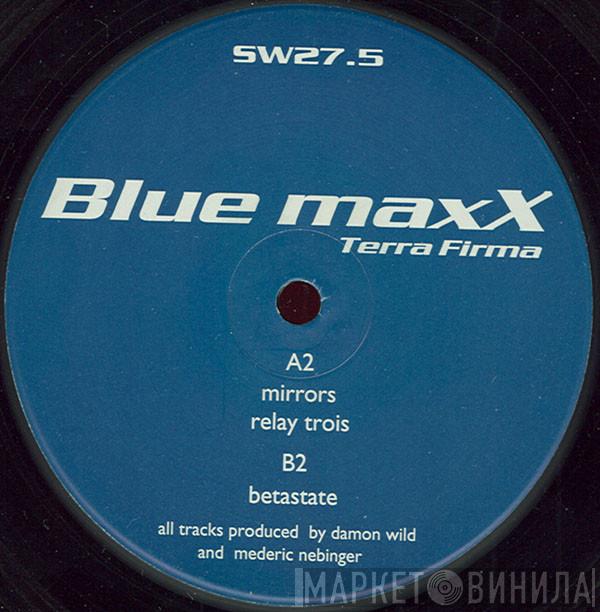 SW27.5
Blue maxX
Terra Firma
A2
mirrors
relay trois
B2
betastate
all tracks produced by damon wild
and mederic nebinger
МАРКЕТ ВИНИЛА